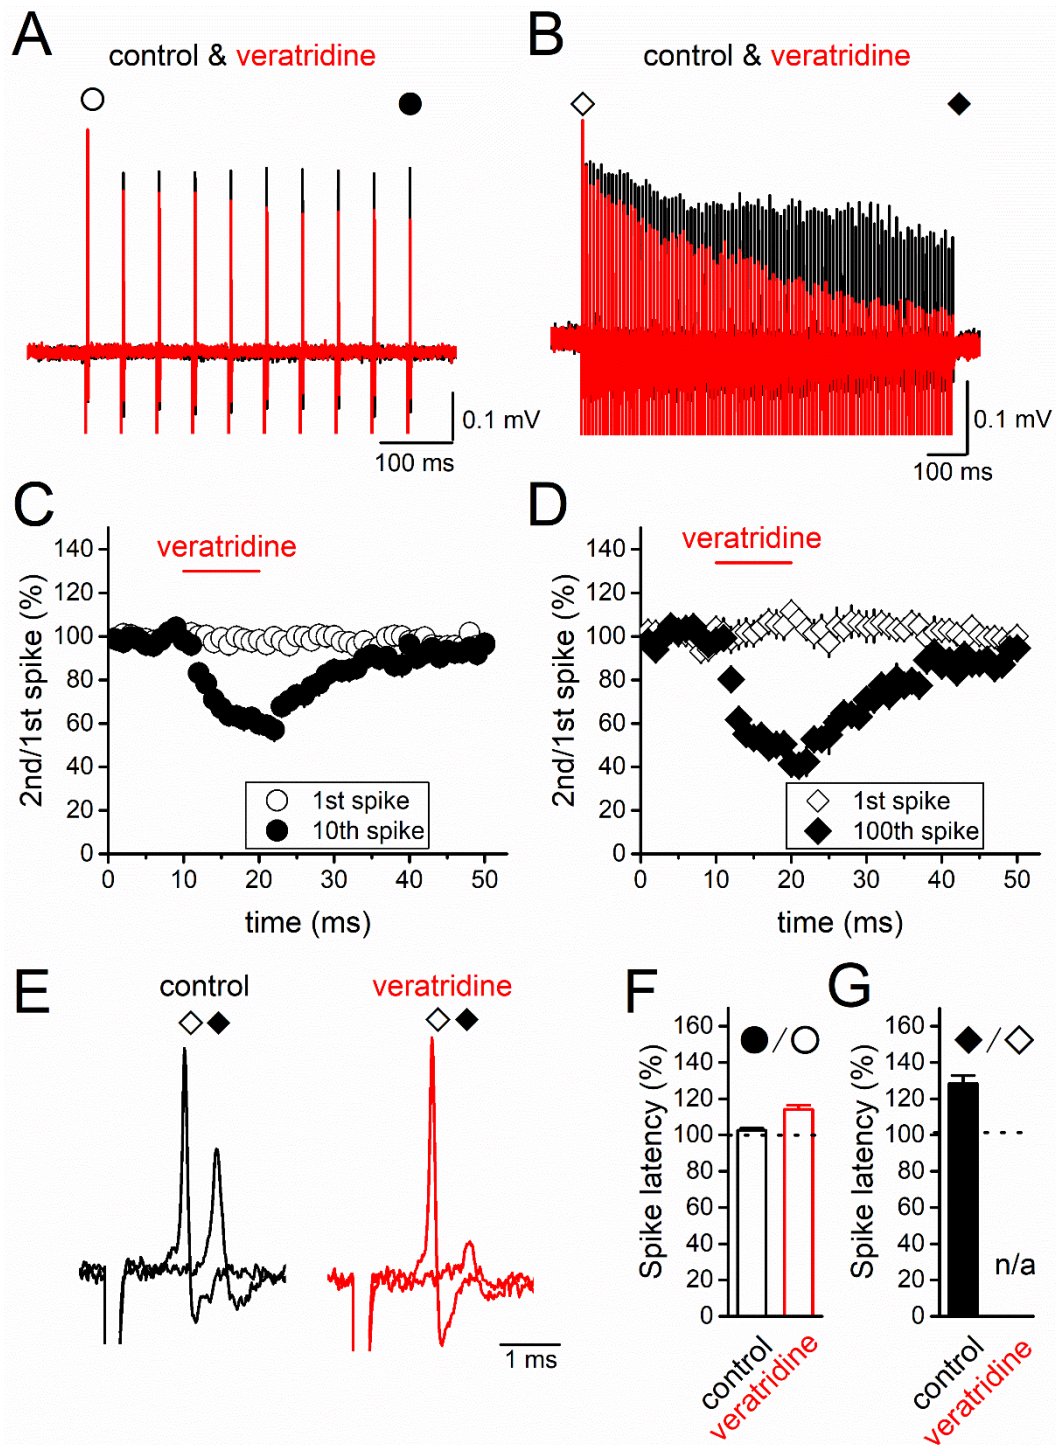 A
control & veratridine
0.1 mV
100 ms
B
control & veratridine
0.1 mV
100 ms
C
2nd/1st spike (%)
140
120
100
80
60
40
20
0
veratridine
1st spike
10th spike
0 10 20 30 40 50
time (ms)
D
2nd/1st spike (%)
140
120
100
80
60
40
20
0
veratridine
1st spike
100th spike
0 10 20 30 40 50
time (ms)
E
control
veratridine
1 ms
F
Spike latency (%)
160
140
120
100
80
60
40
20
0
/
control
veratridine
G
Spike latency (%)
160
140
120
100
80
60
40
20
0
/
n/a
control
veratridine